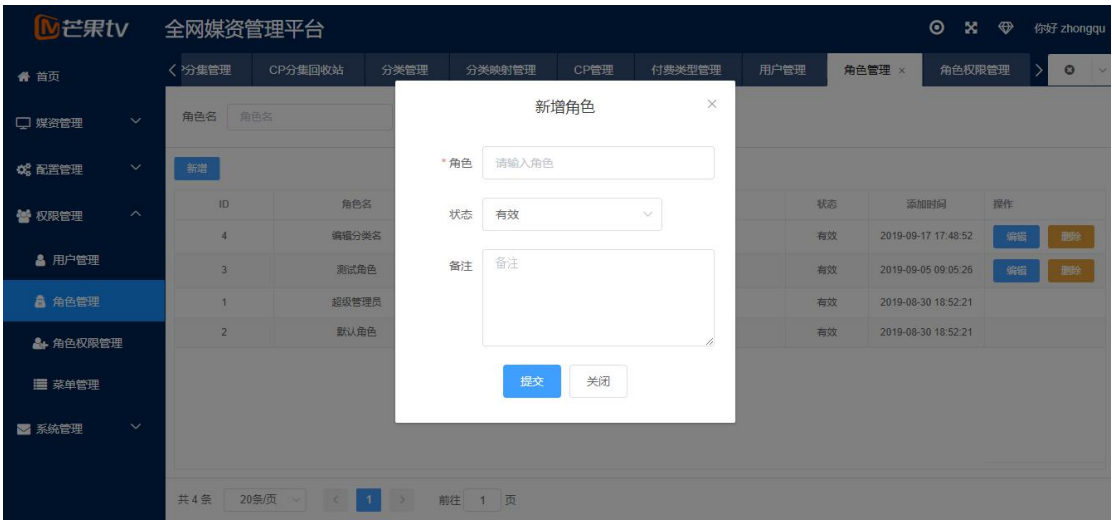 芒果tv 全网媒资管理平台 你好 zhongqu
首页 分集管理 CP分集回收站 分类管理 分类映射管理 CP管理 付费类型管理 用户管理 角色管理 × 角色权限管理
新增角色 ×
媒资管理 角色名 角色名
* 角色 请输入角色
配置管理 新增
ID 角色名 状态 添加时间 操作
权限管理 状态 有效
4 编辑分类名 有效 2019-09-17 17:48:52 编辑 删除
用户管理 备注 备注
3 测试角色 有效 2019-09-05 09:05:26 编辑 删除
角色管理 1 超级管理员 有效 2019-08-30 18:52:21
2 默认角色 有效 2019-08-30 18:52:21
角色权限管理
提交 关闭
菜单管理
系统管理
共 4 条 20条/页 1 前往 1 页